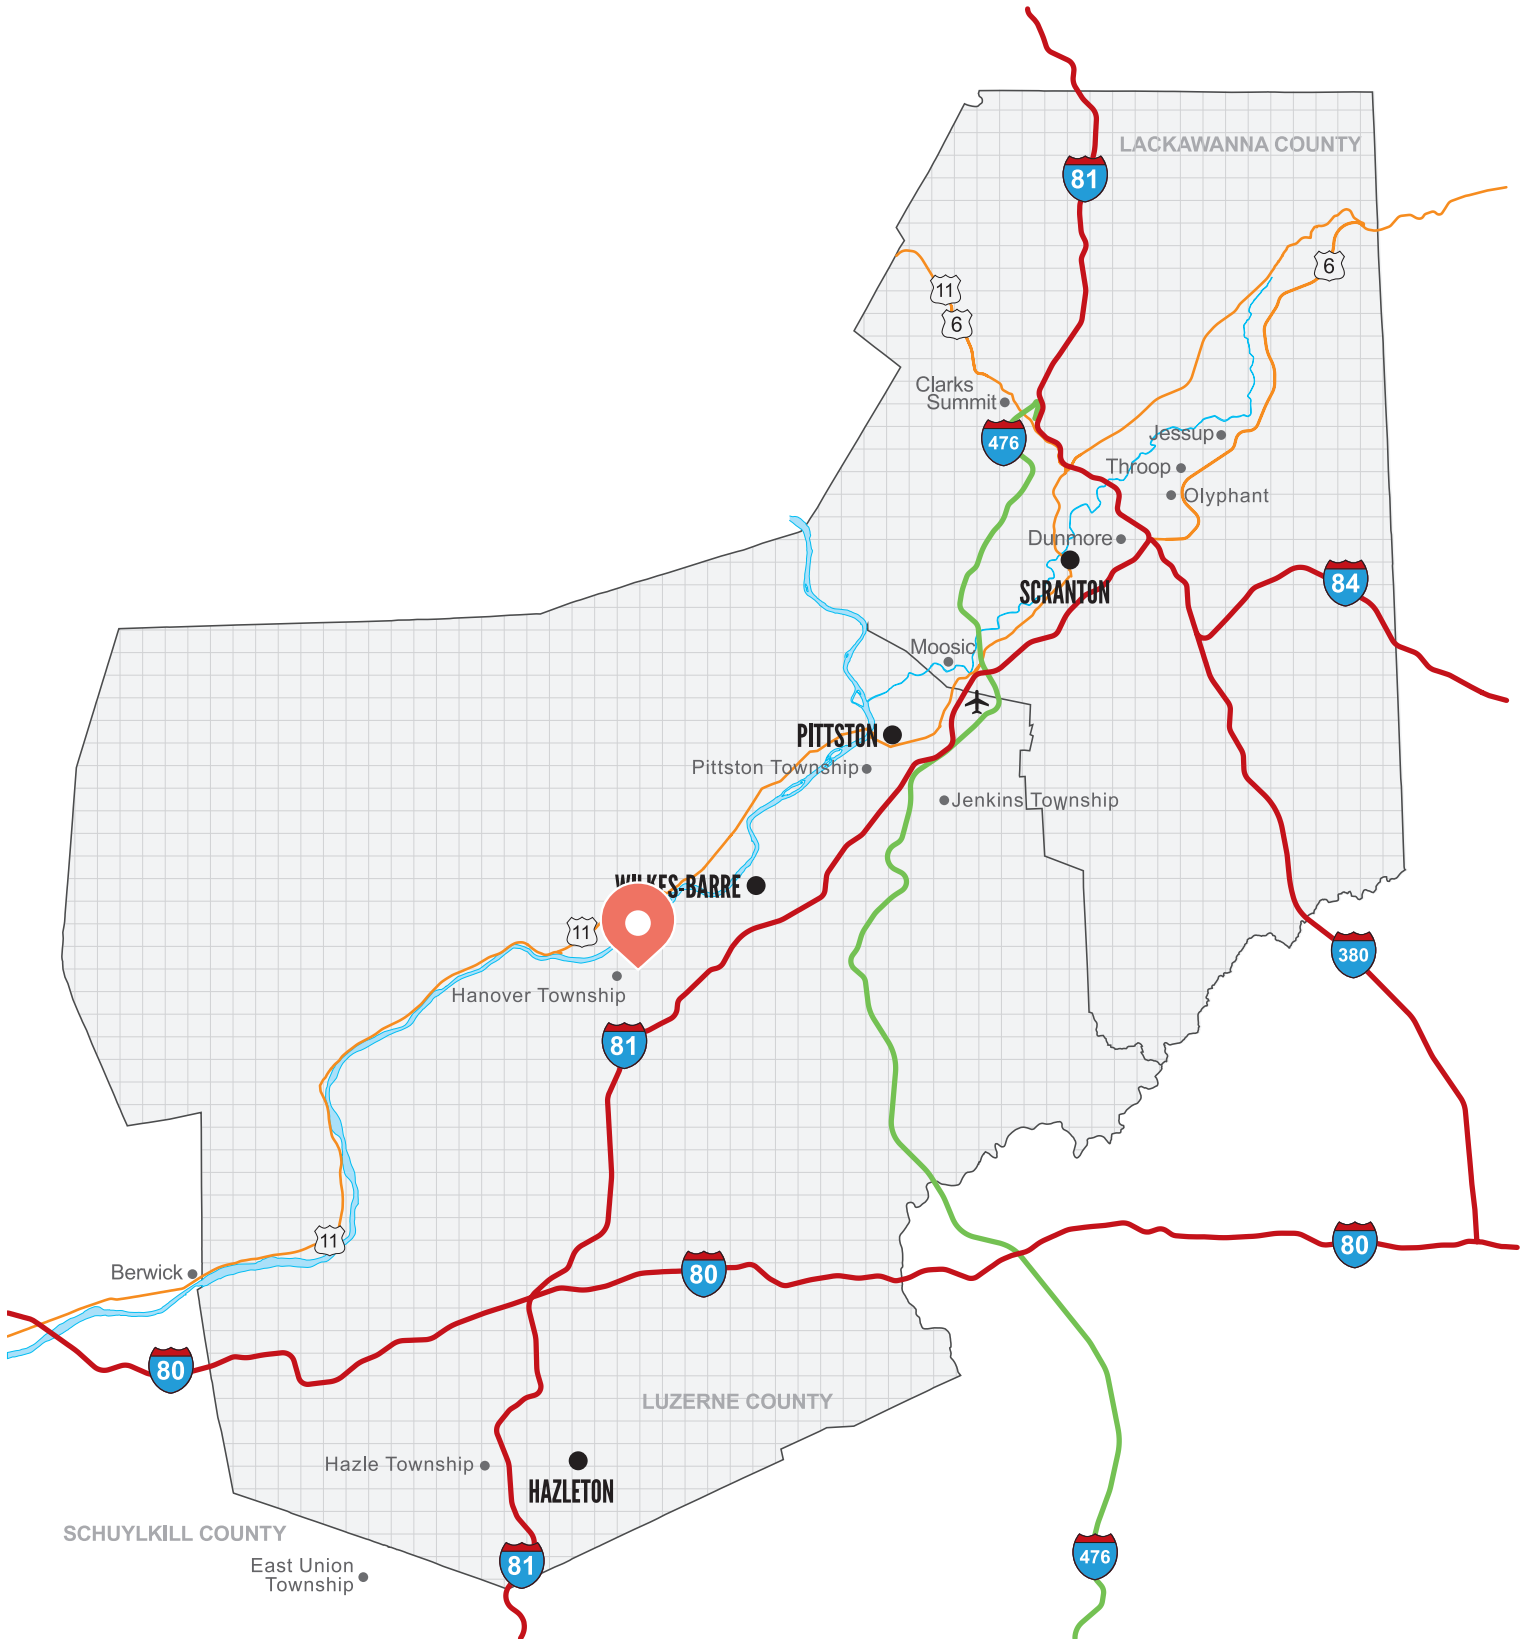 LACKAWANNA COUNTY
81
6
11
6
Clarks
Summit
476
Jessup
Throop
Olyphant
Dunmore
SCRANTON
84
Moosic
PITTSTON
Pittston Township
Jenkins Township
WILKES-BARRE
11
380
Hanover Township
81
11
80
Berwick
80
80
LUZERNE COUNTY
Hazle Township
HAZLETON
SCHUYLKILL COUNTY
81
476
East Union
Township